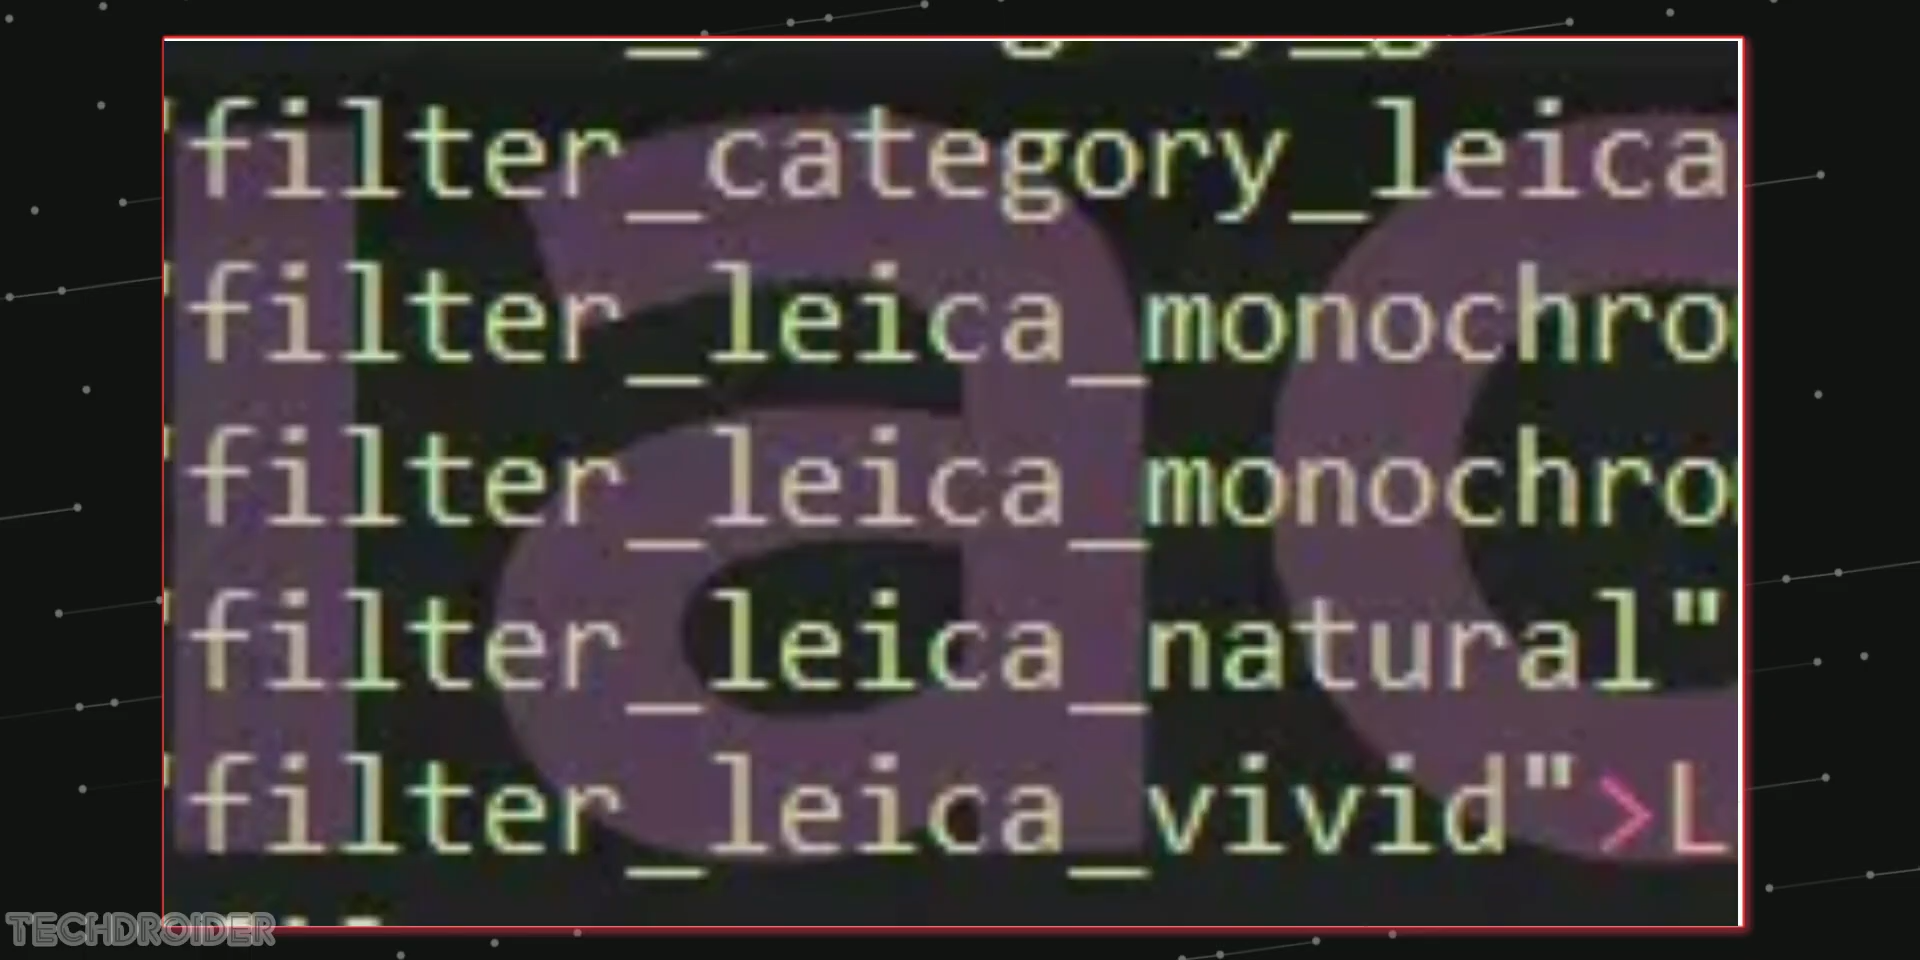 "filter_category_leica
"filter_leica_monochro
"filter_leica_monochro
"filter_leica_natural"
"filter_leica_vivid">L
TECHDROIDER